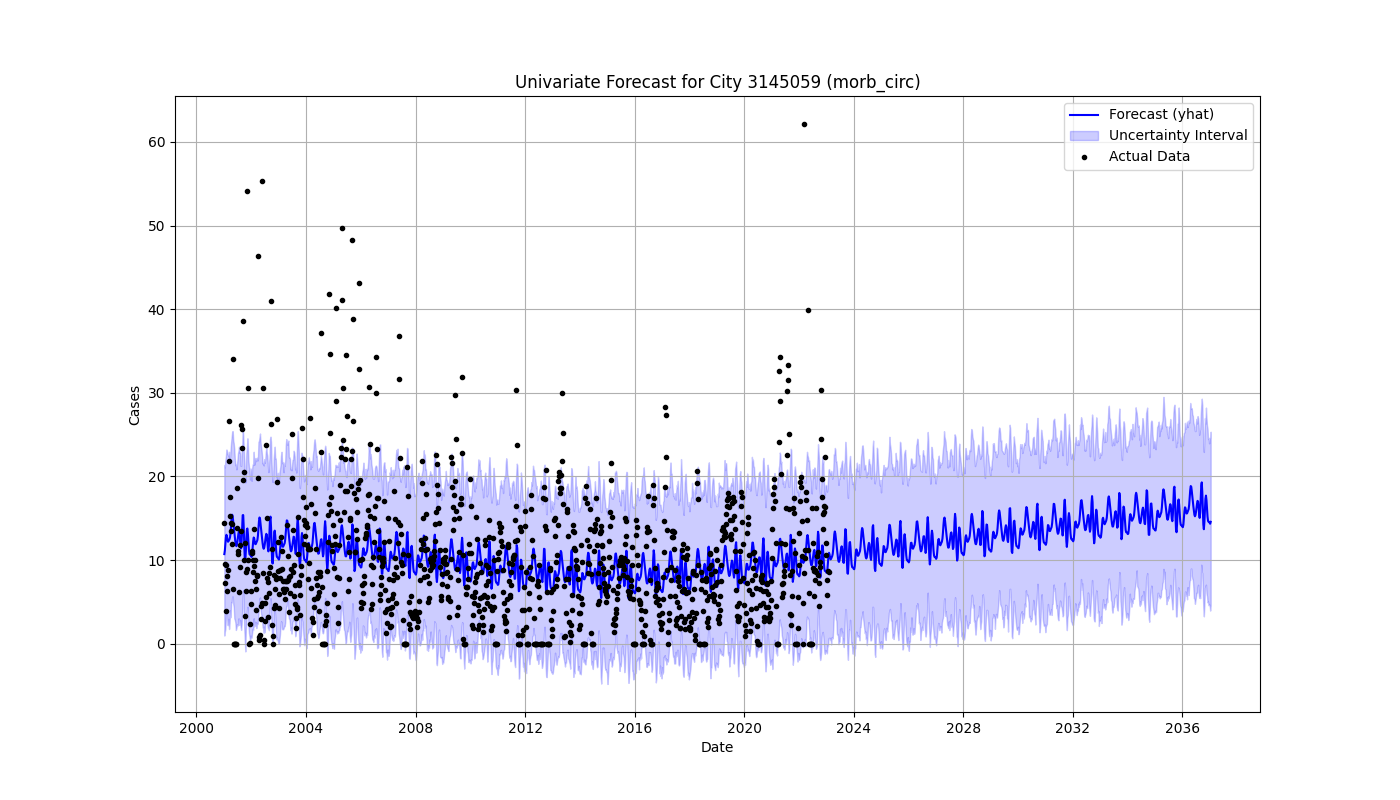 Univariate Forecast for City 3145059 (morb_circ)
Forecast (yhat)
Uncertainty Interval
Actual Data
Cases
60
50
40
30
20
10
0
2000 2004 2008 2012 2016 2020 2024 2028 2032 2036
Date